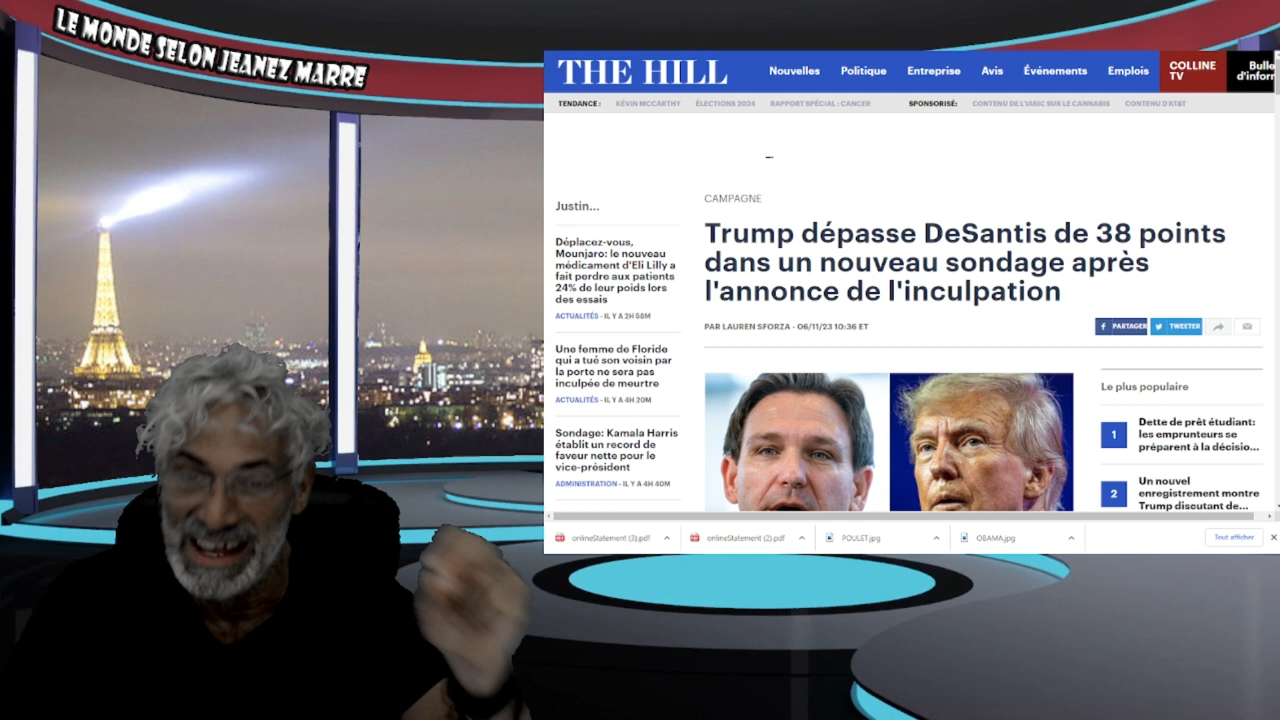 LE MONDE SELON JEANEZ MARRE
THE HILL
Nouvelles Politique Entreprise Avis Événements Emplois
COLLINE
TV
TENDANCE : KÉVIN MCCARTHY ÉLECTIONS 2024 RAPPORT SPÉCIAL : CANCER SPONSORISÉ: CONTENU DE L'IABIC SUR LE CANNABIS CONTENU D'AT&T
CAMPAGNE
Trump dépasse DeSantis de 38 points
dans un nouveau sondage après
l'annonce de l'inculpation
PAR LAUREN SFORZA - 06/11/23 10:36 ET
PARTAGER
TWEETER
Justin...
Déplacez-vous,
Mounjaro: le nouveau
médicament d'Eli Lilly a
fait perdre aux patients
24% de leur poids lors
des essais
ACTUALITÉS - IL Y A 2H 58M
Une femme de Floride
qui a tué son voisin par
la porte ne sera pas
inculpée de meurtre
ACTUALITÉS - IL Y A 4H 20M
Sondage: Kamala Harris
établit un record de
faveur nette pour le
vice-président
ADMINISTRATION - IL Y A 4H 40M
Le plus populaire
1
Dette de prêt étudiant:
les emprunteurs se
préparent à la décisio...
2
Un nouvel
enregistrement montre
Trump discutant de...
onlineStatement (3).pdf
onlineStatement (2).pdf
POULET.jpg
OBAMA.jpg
Tout afficher